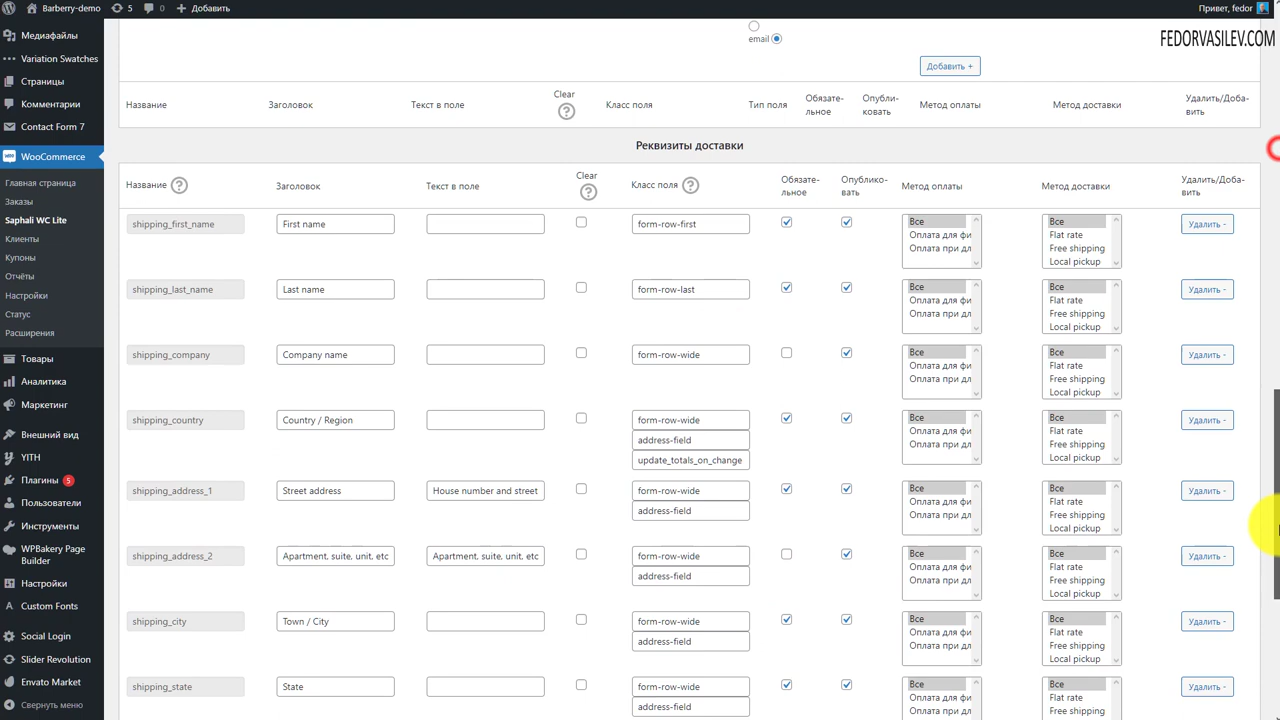 Barberry-demo 5 0 Добавить Привет, fedor
FEDORVASILEV.COM
Медиафайлы
Variation Swatches
Страницы
Комментарии
Contact Form 7
WooCommerce
Главная страница
Заказы
Saphali WC Lite
Клиенты
Купоны
Отчёты
Настройки
Статус
Расширения
Товары
Аналитика
Маркетинг
Внешний вид
YITH
Плагины 5
Пользователи
Инструменты
WPBakery Page
Builder
Настройки
Custom Fonts
Social Login
Slider Revolution
Envato Market
Свернуть меню
email
Добавить +
Название Заголовок Текст в поле Clear ? Класс поля Тип поля Обязате-
льное Опубли-
ковать Метод оплаты Метод доставки Удалить/Доба-
вить
Реквизиты доставки
Название ? Заголовок Текст в поле Clear ? Класс поля ? Обязате-
льное Опублико-
вать Метод оплаты Метод доставки Удалить/Доба-
вить
shipping_first_name First name form-row-first Все Все Удалить -
Оплата для фи Flat rate
Оплата при дл Free shipping
Local pickup
shipping_last_name Last name form-row-last Все Все Удалить -
Оплата для фи Flat rate
Оплата при дл Free shipping
Local pickup
shipping_company Company name form-row-wide Все Все Удалить -
Оплата для фи Flat rate
Оплата при дл Free shipping
Local pickup
shipping_country Country / Region form-row-wide Все Все Удалить -
address-field Оплата для фи Flat rate
update_totals_on_change Оплата при дл Free shipping
Local pickup
shipping_address_1 Street address House number and street form-row-wide Все Все Удалить -
address-field Оплата для фи Flat rate
Оплата при дл Free shipping
Local pickup
shipping_address_2 Apartment, suite, unit, etc Apartment, suite, unit, etc form-row-wide Все Все Удалить -
address-field Оплата для фи Flat rate
Оплата при дл Free shipping
Local pickup
shipping_city Town / City form-row-wide Все Все Удалить -
address-field Оплата для фи Flat rate
Оплата при дл Free shipping
Local pickup
shipping_state State form-row-wide Все Все Удалить -
address-field Оплата для фи Flat rate
Оплата при дл Free shipping